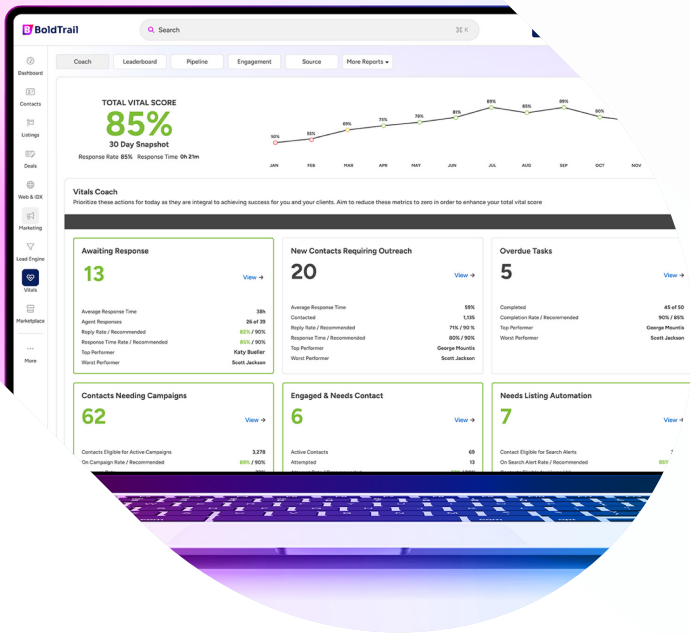 BoldTrail
Search
⌘ K
Dashboard
Contacts
Listings
Deals
Web & IDX
Marketing
Lead Engine
Vitals
Marketplace
More
Coach
Leaderboard
Pipeline
Engagement
Source
More Reports
TOTAL VITAL SCORE
85%
30 Day Snapshot
Response Rate 85% Response Time 0h 21m
50%
55%
69%
75%
78%
81%
89%
85%
89%
80%
JAN FEB MAR APR MAY JUN JUL AUG SEP OCT NOV
Vitals Coach
Prioritize these actions for today as they are integral to achieving success for you and your clients. Aim to reduce these metrics to zero in order to enhance your total vital score
Awaiting Response
13
View →
Average Response Time 38h
Agent Responses 26 of 39
Reply Rate / Recommended 82% / 90%
Response Time Rate / Recommended 85% / 90%
Top Performer Katy Bueller
Worst Performer Scott Jackson
New Contacts Requiring Outreach
20
View →
Average Response Time 59%
Contacted 1,135
Reply Rate / Recommended 71% / 90 %
Response Time / Recommended 80% / 90%
Top Performer George Mountis
Worst Performer Scott Jackson
Overdue Tasks
5
View →
Completed 45 of 50
Completion Rate / Recommended 90% / 85%
Top Performer George Mountis
Worst Performer Scott Jackson
Contacts Needing Campaigns
62
View →
Contacts Eligible for Active Campaigns 3,278
On Campaign Rate / Recommended 89% / 90%
Engaged & Needs Contact
6
View →
Active Contacts 69
Attempted 13
Needs Listing Automation
7
View
Contact Eligible for Search Alerts
On Search Alert Rate / Recommended